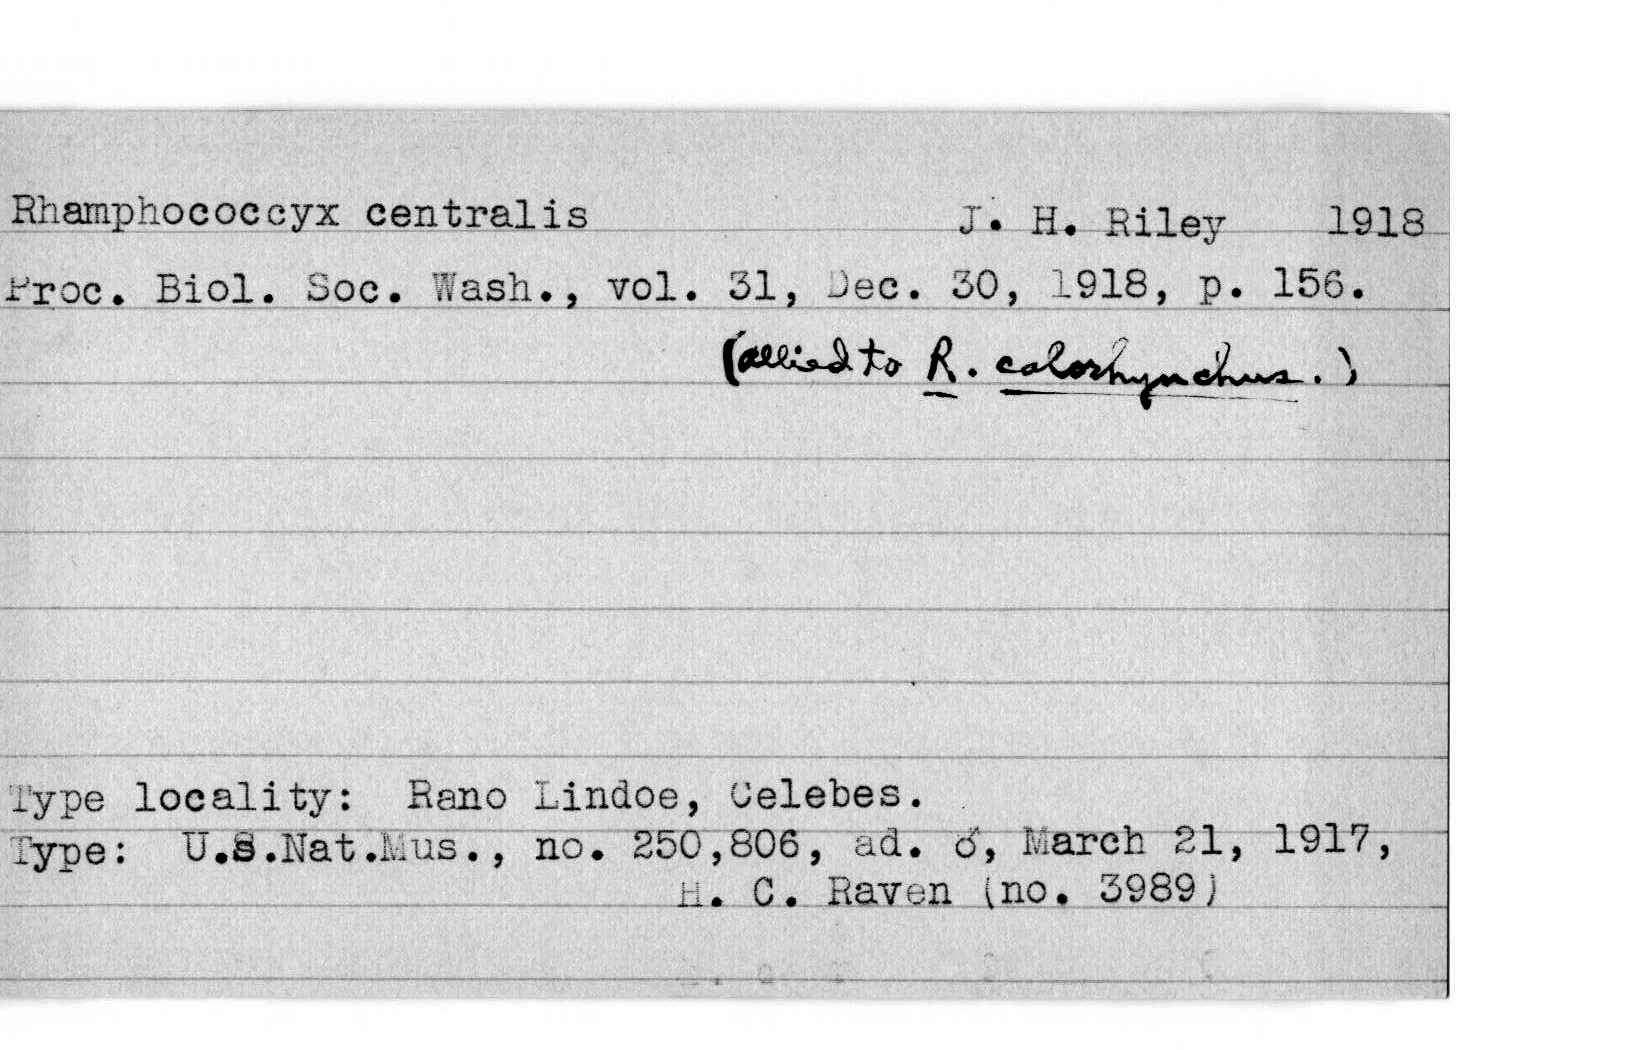 Rhamphococcyx centralis J. H. Riley 1918
Proc. Biol. Soc. Wash., vol. 31, Dec. 30, 1918, p. 156.
(allied to R. calorhynchus.)
Type locality: Rano Lindoe, Celebes.
Type: U.S.Nat.Mus., no. 250,806, ad. ♂, March 21, 1917,
H. C. Raven (no. 3989)